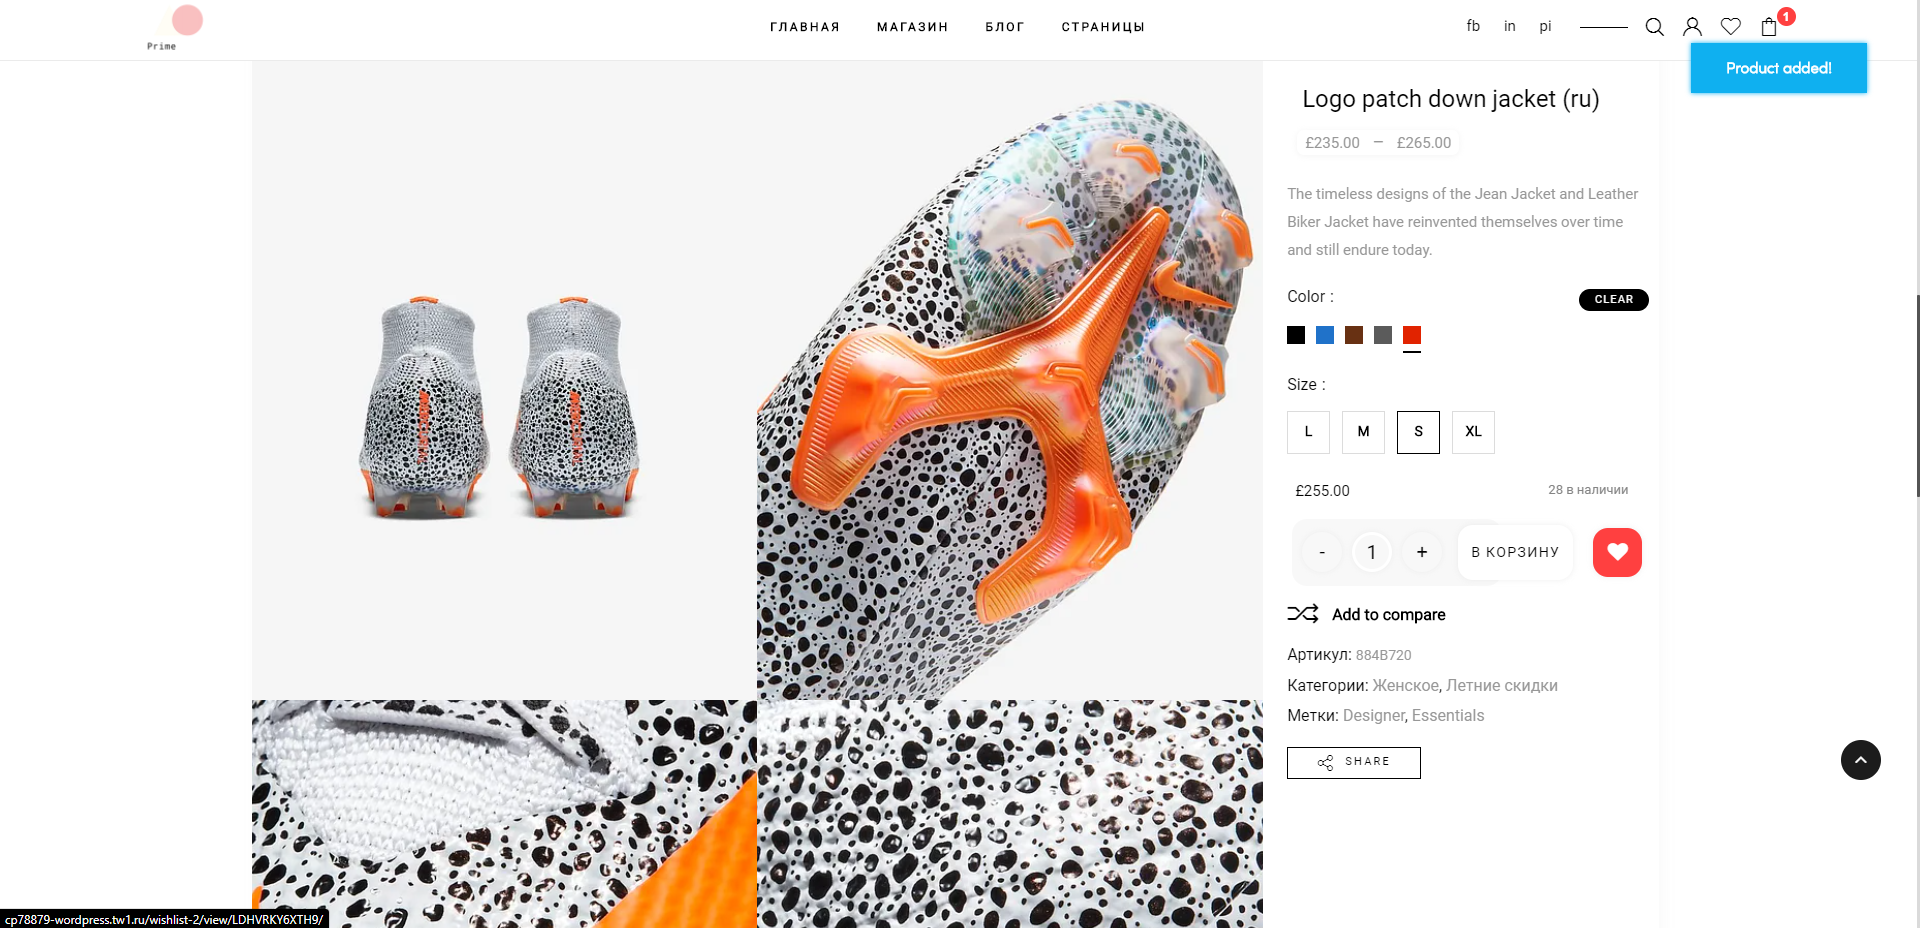 Prime
ГЛАВНАЯ МАГАЗИН БЛОГ СТРАНИЦЫ
fb in pi
1
Product added!
Logo patch down jacket (ru)
£235.00 – £265.00
The timeless designs of the Jean Jacket and Leather
Biker Jacket have reinvented themselves over time
and still endure today.
Color :
CLEAR
Size :
L M S XL
£255.00
28 в наличии
- 1 + В КОРЗИНУ
Add to compare
Артикул: 884B720
Категории: Женское, Летние скидки
Метки: Designer, Essentials
SHARE
cp78879-wordpress.tw1.ru/wishlist-2/view/LDHVRKY6XTH9/